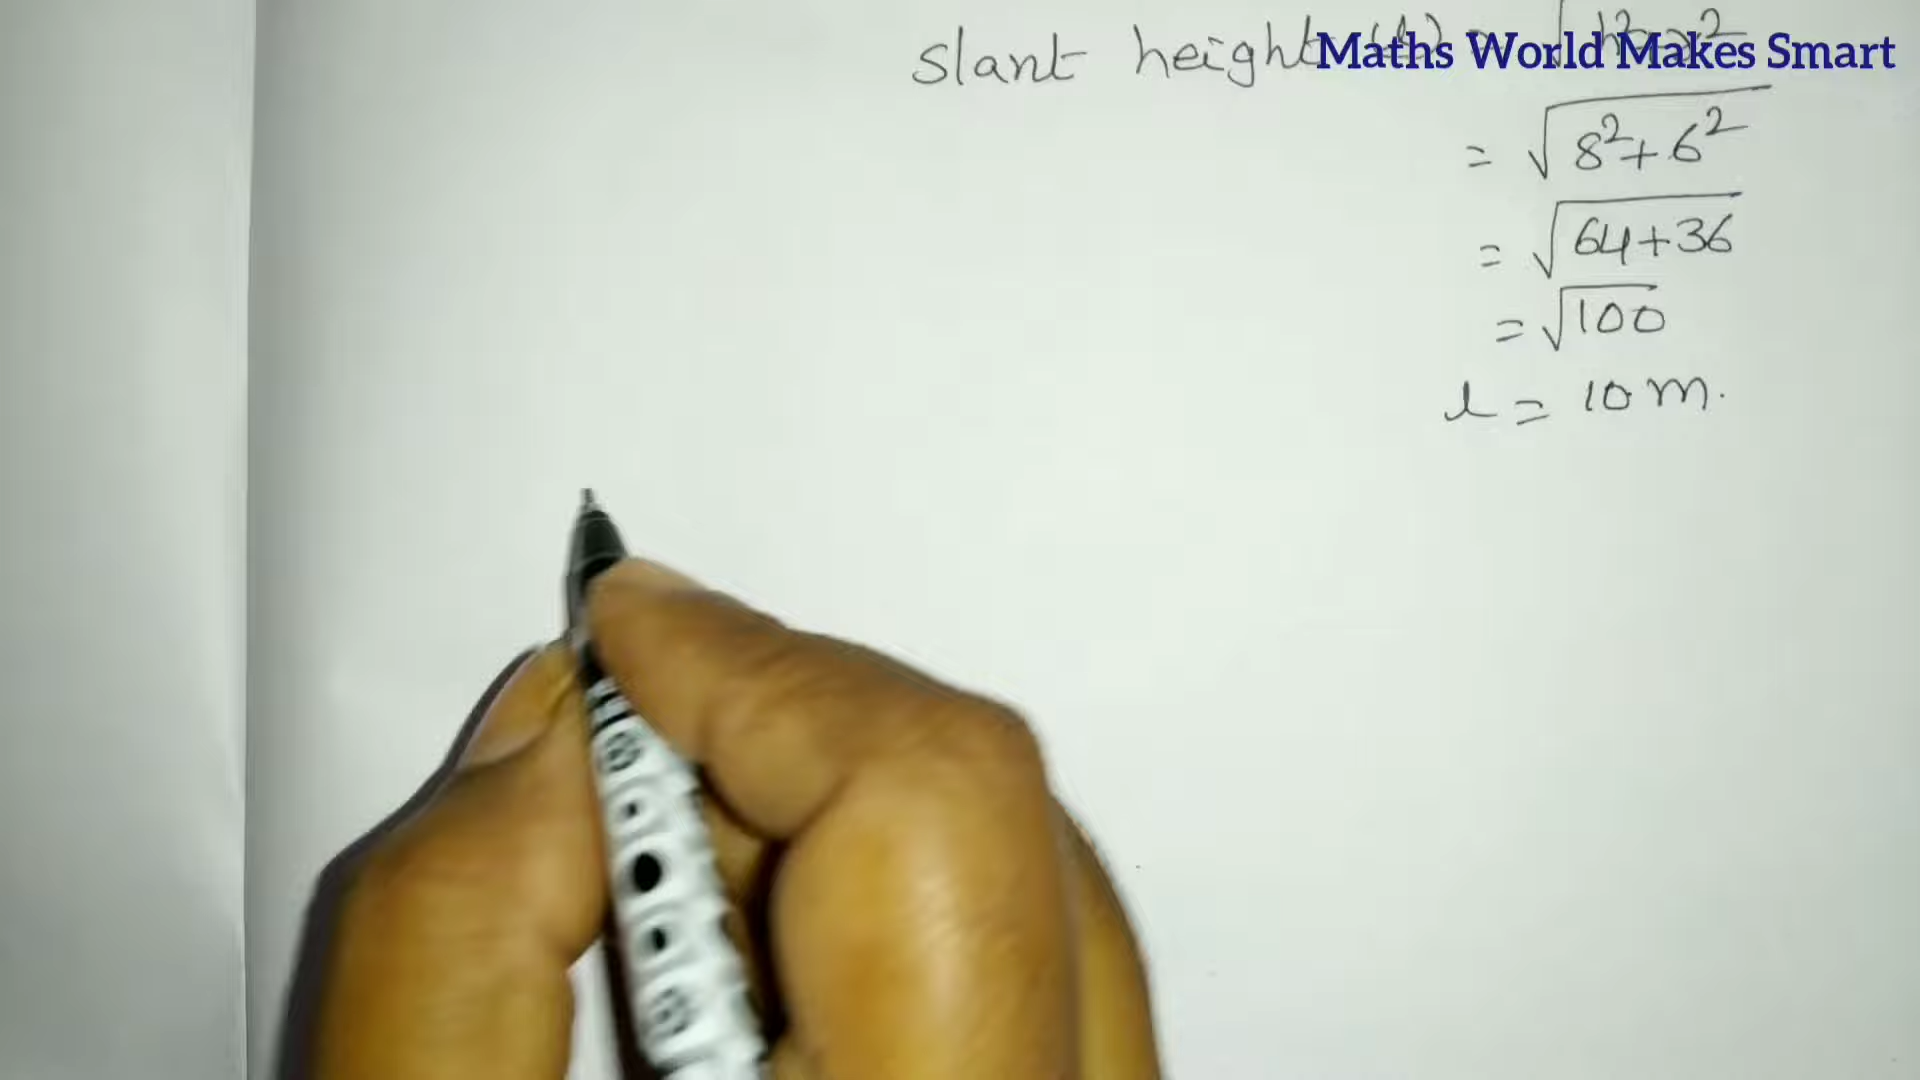 slant height
Maths World Makes Smart
= √8²+6²
= √64+36
= √100
l = 10 m.